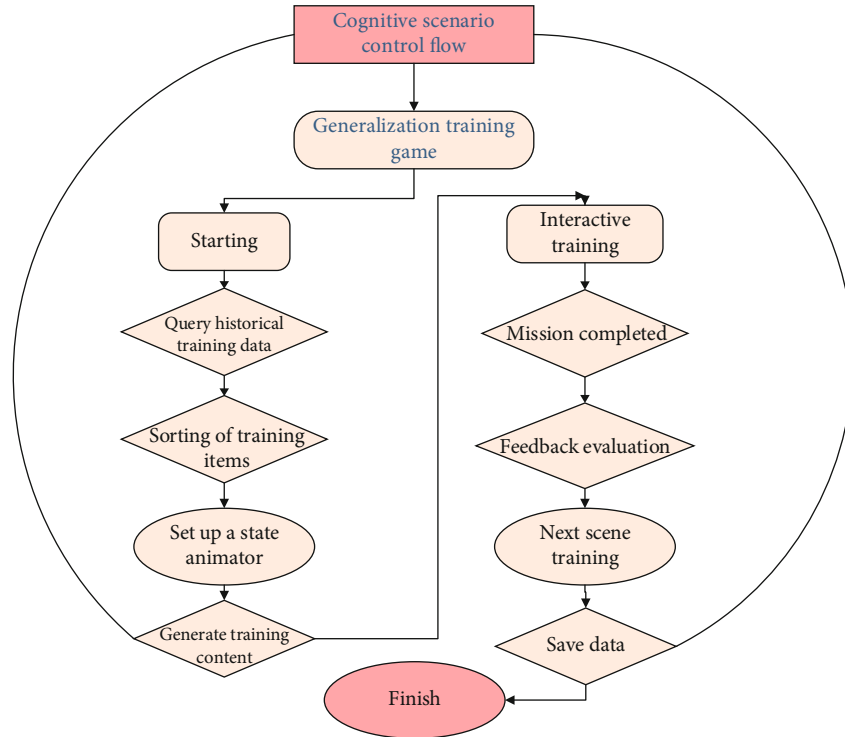 Cognitive scenario
control flow
Generalization training
game
Starting
Query historical
training data
Sorting of training
items
Set up a state
animator
Generate training
content
Interactive
training
Mission completed
Feedback evaluation
Next scene
training
Save data
Finish